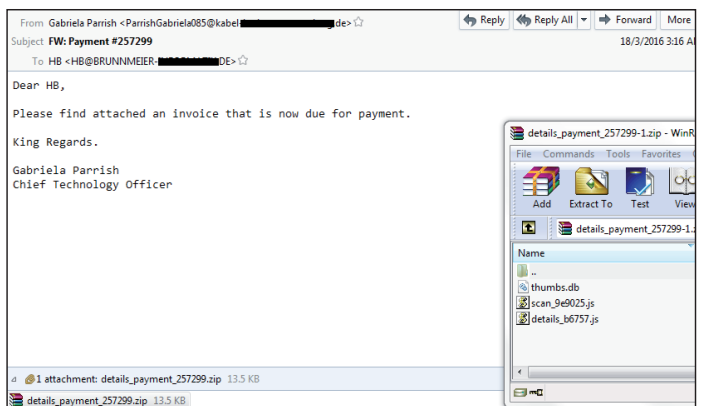 From Gabriela Parrish <ParrishGabriela085@kabel- de>
Reply Reply All Forward More
Subject FW: Payment #257299
18/3/2016 3:16
To HB <HB@BRUNNMEIER- DE>
Dear HB,
Please find attached an invoice that is now due for payment.
King Regards.
Gabriela Parrish
Chief Technology Officer
details_payment_257299-1.zip - WinR
File Commands Tools Favorites
Add Extract To Test View
details_payment_257299-1.
Name
..
thumbs.db
scan_9e9025.js
details_b6757.js
1 attachment: details_payment_257299.zip 13.5 KB
details_payment_257299.zip 13.5 KB